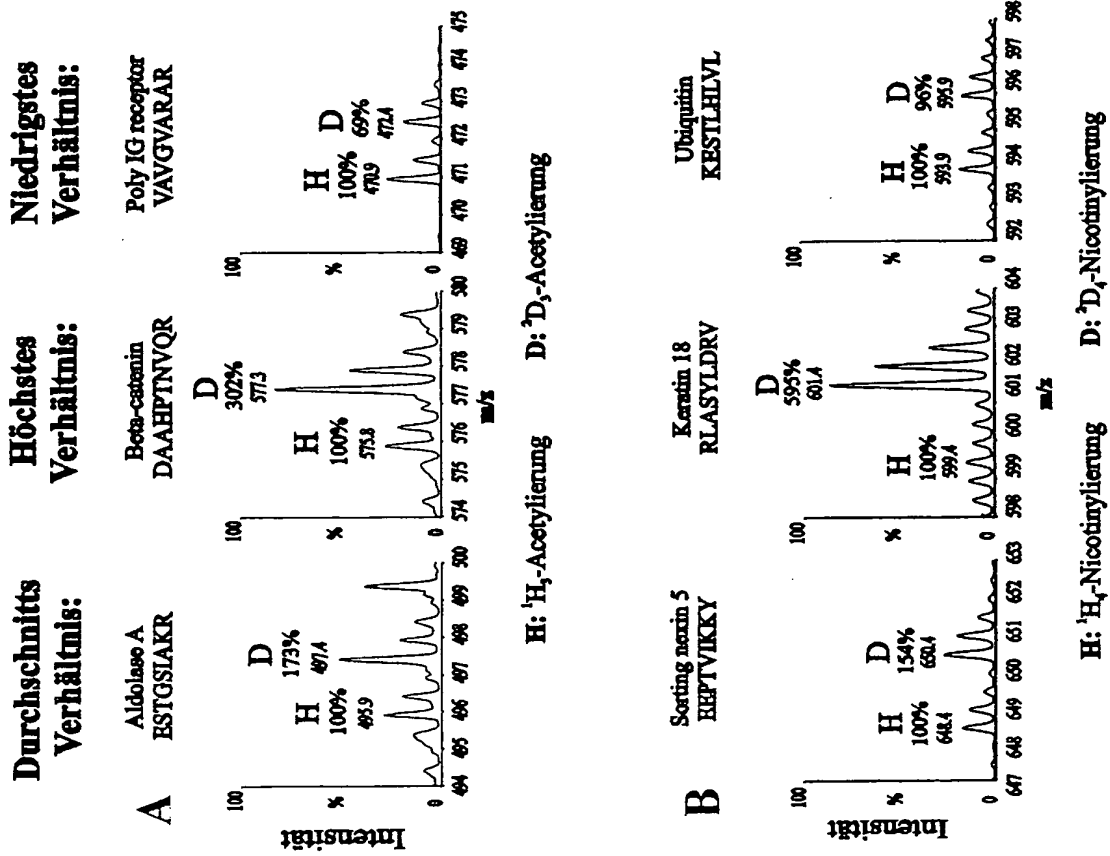 Durchschnitts Verhältnis:
Höchstes Verhältnis:
Niedrigstes Verhältnis:
A
Aldolase A
ESTGSIAKR
Intensität
100
%
0
H
100%
495.9
D
173%
497.4
494 495 496 497 498 499 500
Beta-catenin
DAAHPTNVQR
100
%
0
H
100%
575.8
D
302%
577.3
574 575 576 577 578 579 580
m/z
Poly IG receptor
VAVGVARAR
100
%
0
H
100%
470.9
D
69%
472.4
469 470 471 472 473 474 475
H: ¹H₃-Acetylierung
D: ²D₃-Acetylierung
B
Sorting nexin 5
EEPTVIKKY
Intensität
100
%
0
H
100%
648.4
D
154%
650.4
647 648 649 650 651 652 653
Keratin 18
RLASYLDRV
100
%
0
H
100%
599.4
D
595%
601.4
598 599 600 601 602 603 604
m/z
Ubiquitin
KESTLHLVL
100
%
0
H
100%
593.9
D
96%
595.9
592 593 594 595 596 597 598
H: ¹H₄-Nicotinylierung
D: ²D₄-Nicotinylierung